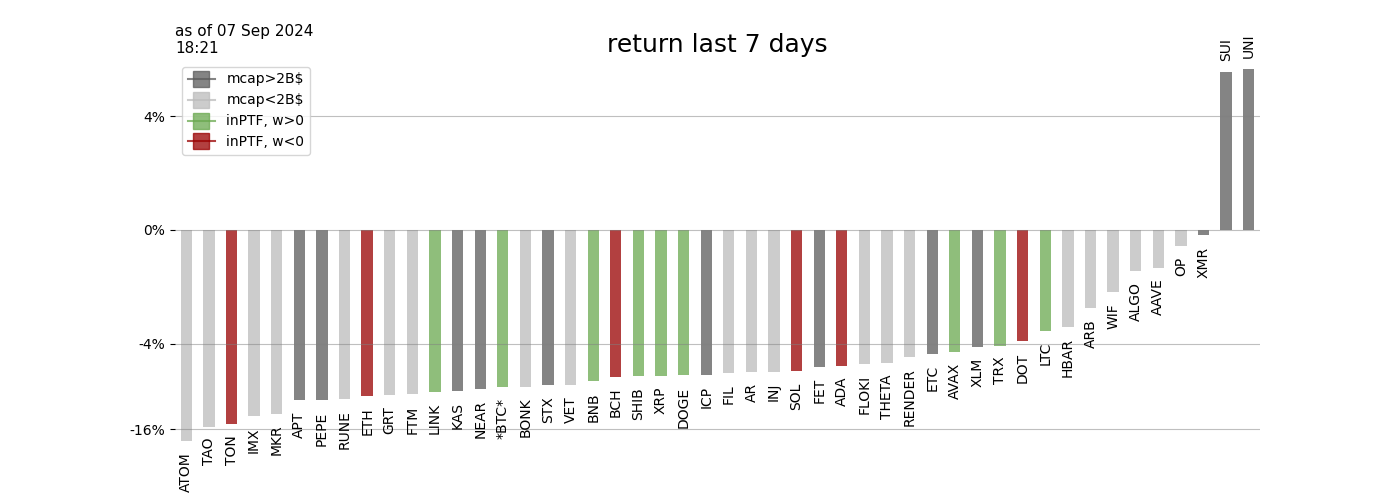 as of 07 Sep 2024
18:21
return last 7 days
mcap>2B$
mcap<2B$
inPTF, w>0
inPTF, w<0
4%
0%
-4%
-16%
ATOM
TAO
TON
IMX
MKR
APT
PEPE
RUNE
ETH
GRT
FTM
LINK
KAS
NEAR
*BTC*
BONK
STX
VET
BNB
BCH
SHIB
XRP
DOGE
ICP
FIL
AR
INJ
SOL
FET
ADA
FLOKI
THETA
RENDER
ETC
AVAX
XLM
TRX
DOT
LTC
HBAR
ARB
WIF
ALGO
AAVE
OP
XMR
SUI
UNI